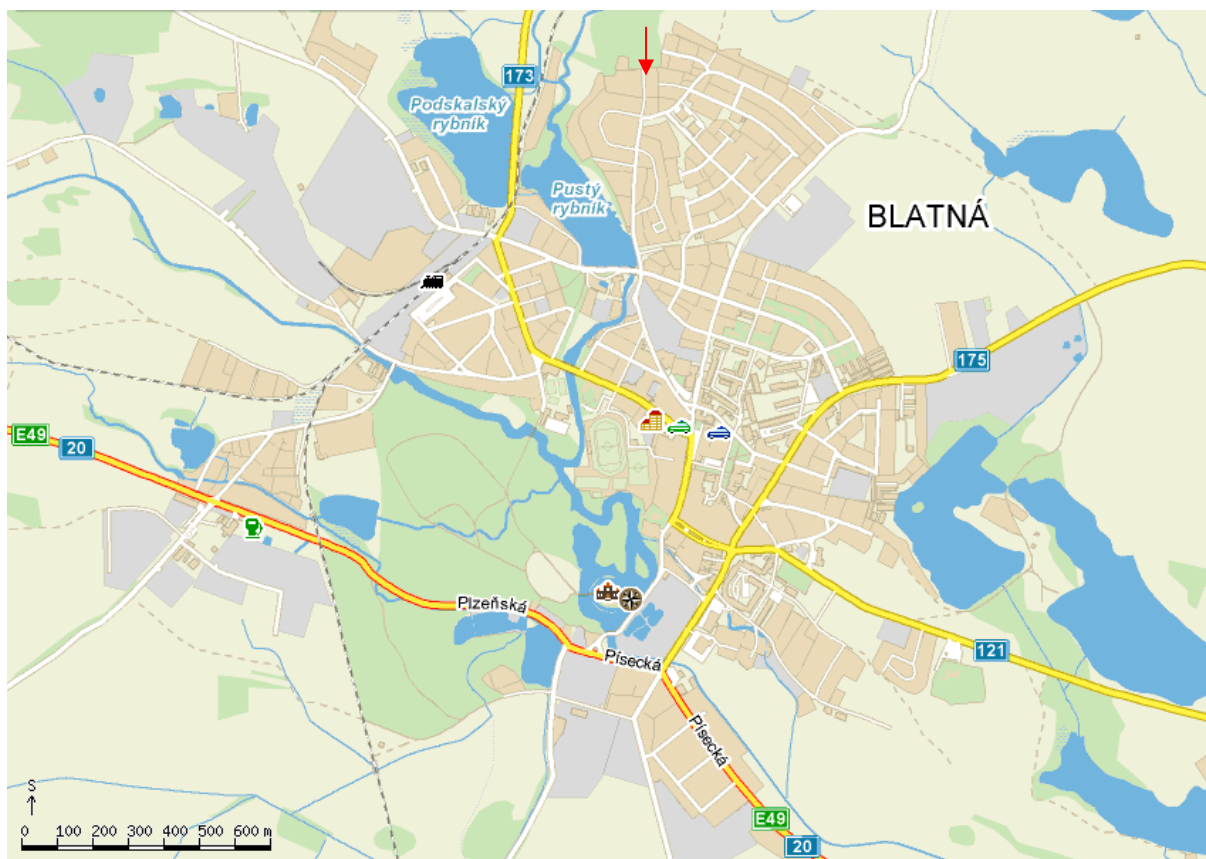 173
Podskalský
rybník
Pustý
rybník
BLATNÁ
175
E49
20
Plzeňská
Písecká
121
Písecká
S
0 100 200 300 400 500 600 m
E49
20